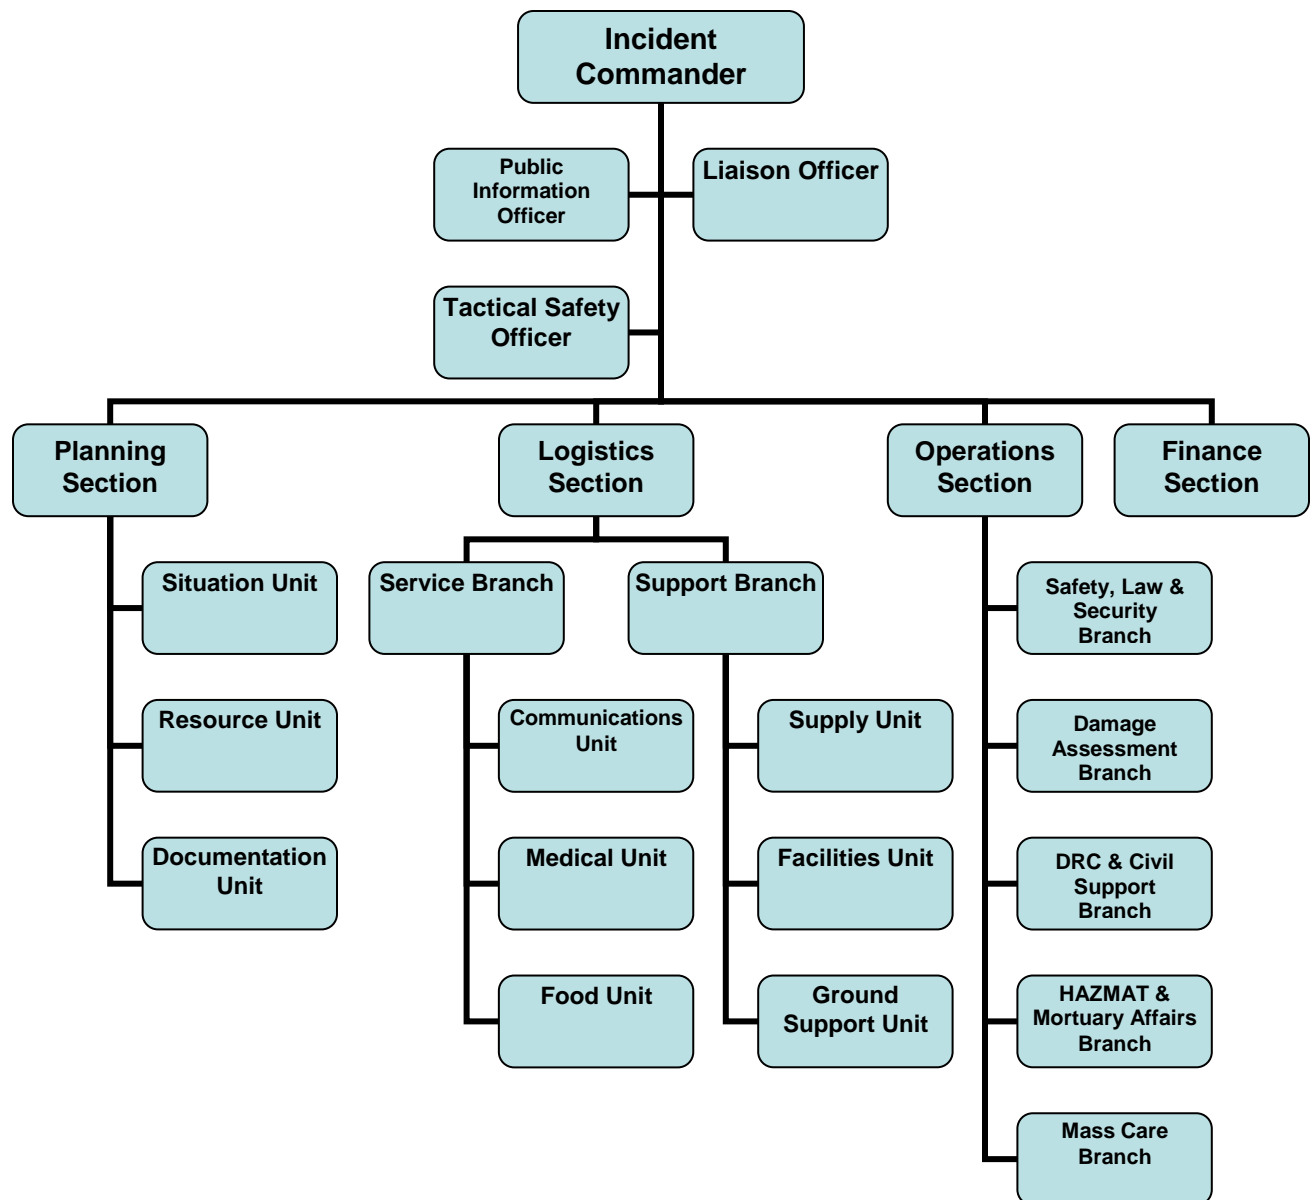 Incident
Commander
Public
Information
Officer
Liaison Officer
Tactical Safety
Officer
Planning
Section
Logistics
Section
Operations
Section
Finance
Section
Situation Unit
Service Branch
Support Branch
Safety, Law &
Security
Branch
Resource Unit
Communications
Unit
Supply Unit
Damage
Assessment
Branch
Documentation
Unit
Medical Unit
Facilities Unit
DRC & Civil
Support
Branch
Food Unit
Ground
Support Unit
HAZMAT &
Mortuary Affairs
Branch
Mass Care
Branch